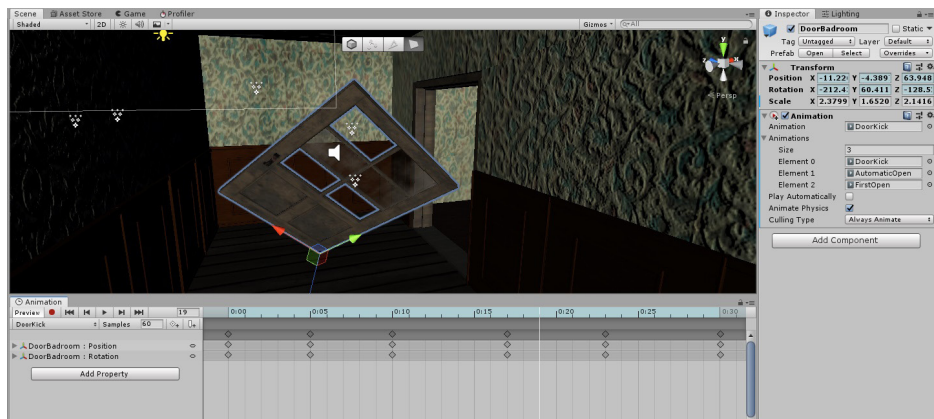 Scene Asset Store Game Profiler
Shaded 2D Gizmos All
y
z
Persp
Inspector Lighting
DoorBadroom Static
Tag Untagged Layer Default
Prefab Open Select Overrides
Transform
Position X -11.22 Y -4.389 Z 63.948
Rotation X -212.4 Y 60.411 Z -128.5
Scale X 2.3799 Y 1.6520 Z 2.1416
Animation
Animation DoorKick
Animations
Size 3
Element 0 DoorKick
Element 1 AutomaticOpen
Element 2 FirstOpen
Play Automatically
Animate Physics
Culling Type Always Animate
Add Component
Animation
Preview 19 0:00 0:05 0:10 0:15 0:20 0:25 0:30
DoorKick Samples 60
DoorBadroom : Position
DoorBadroom : Rotation
Add Property